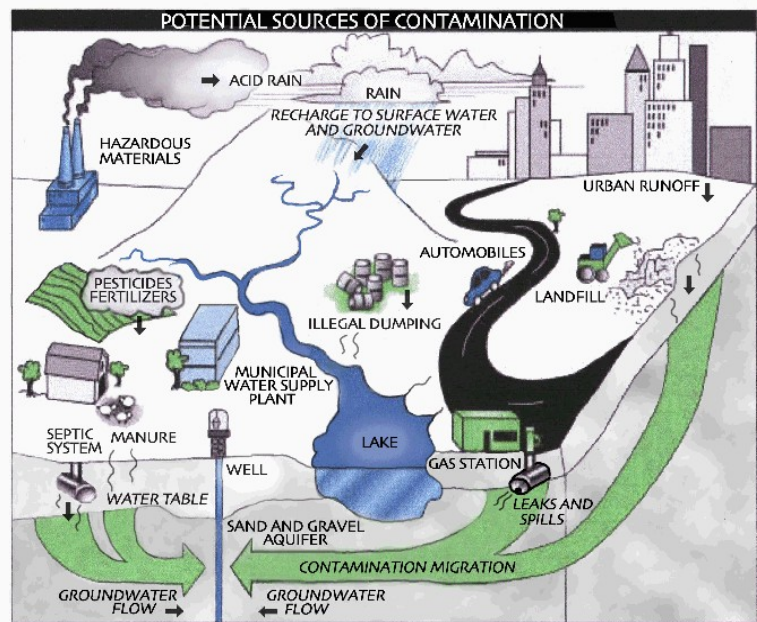 POTENTIAL SOURCES OF CONTAMINATION
ACID RAIN
RAIN
RECHARGE TO SURFACE WATER
AND GROUNDWATER
HAZARDOUS
MATERIALS
URBAN RUNOFF
PESTICIDES
FERTILIZERS
AUTOMOBILES
LANDFILL
ILLEGAL DUMPING
MUNICIPAL
WATER SUPPLY
PLANT
SEPTIC
SYSTEM
MANURE
LAKE
WELL
GAS STATION
WATER TABLE
LEAKS AND
SPILLS
SAND AND GRAVEL
AQUIFER
CONTAMINATION MIGRATION
GROUNDWATER
FLOW
GROUNDWATER
FLOW